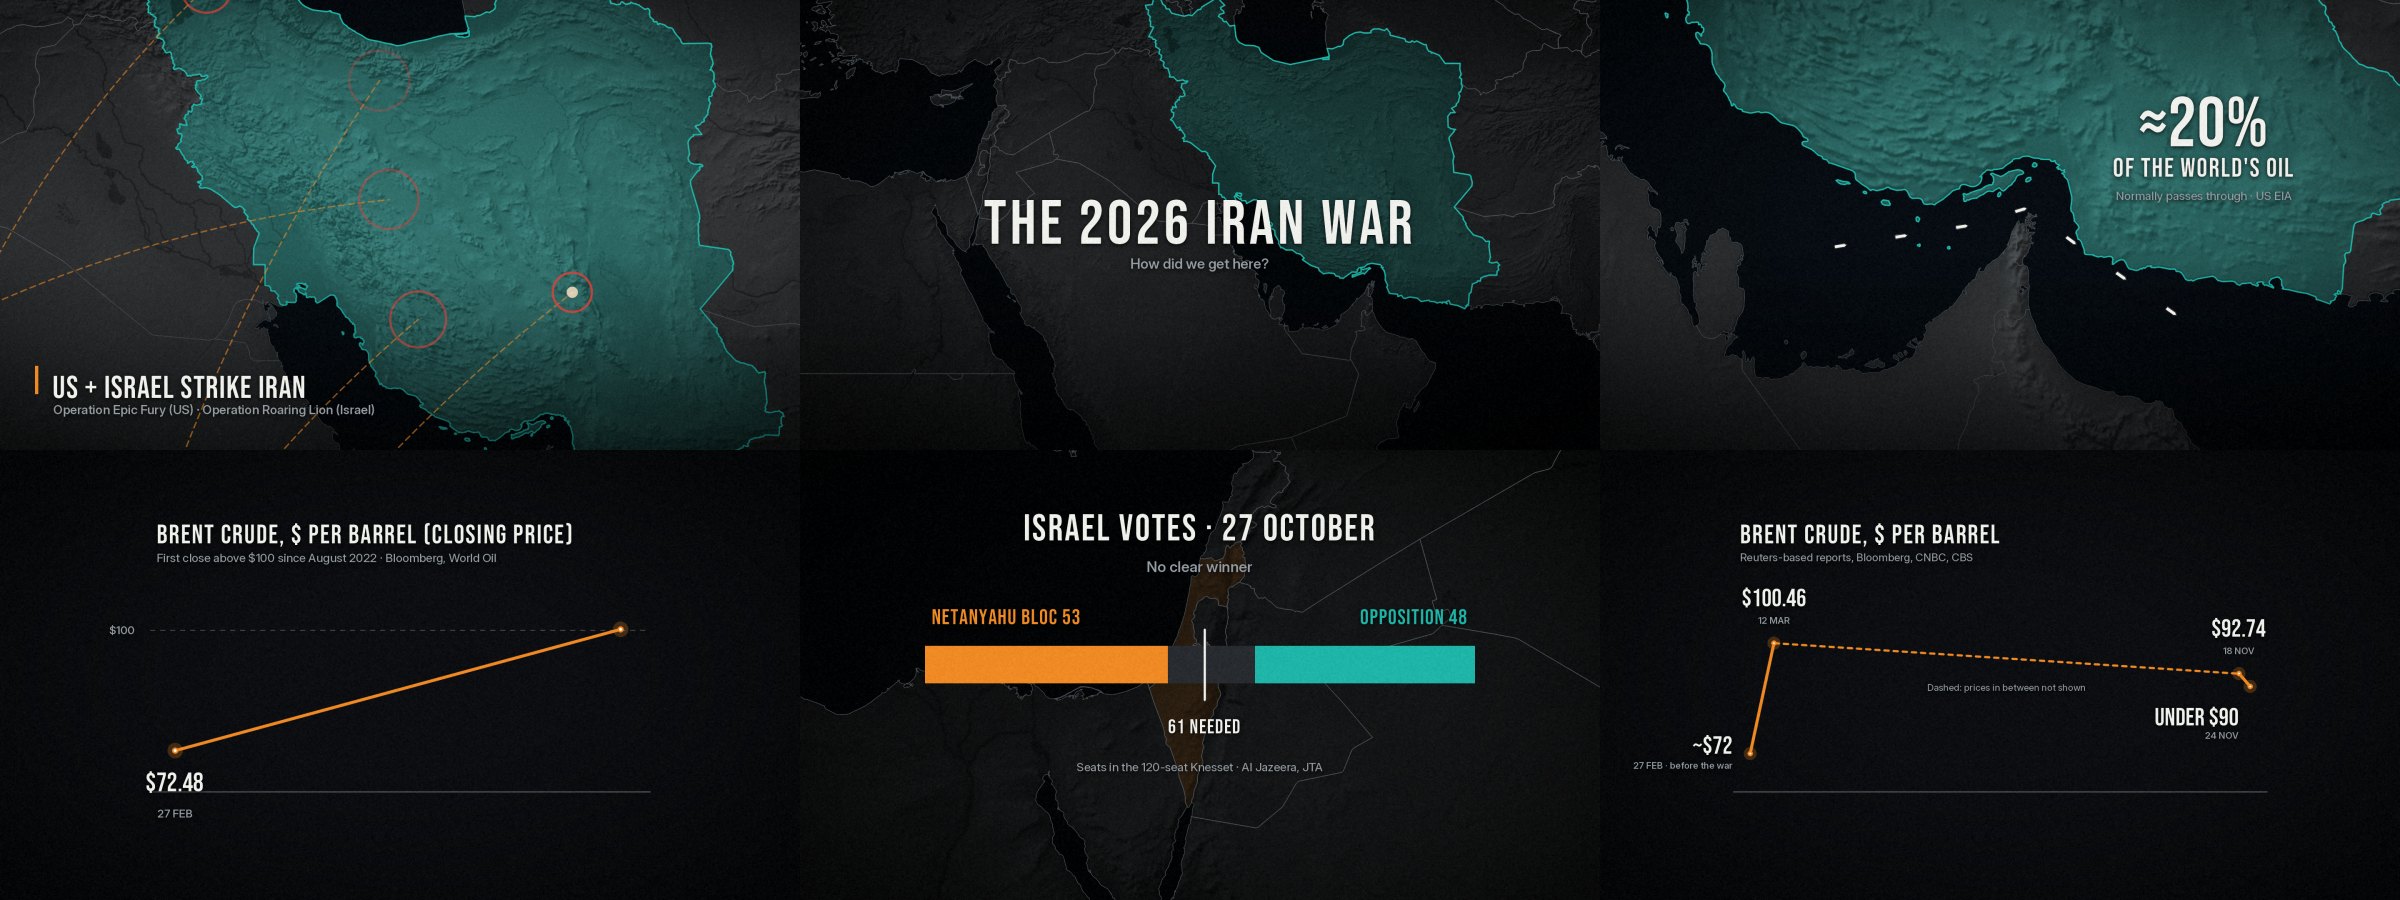 US + ISRAEL STRIKE IRAN
Operation Epic Fury (US) · Operation Roaring Lion (Israel)
THE 2026 IRAN WAR
How did we get here?
≈20%
OF THE WORLD'S OIL
Normally passes through · US EIA
BRENT CRUDE, $ PER BARREL (CLOSING PRICE)
First close above $100 since August 2022 · Bloomberg, World Oil
$100
$72.48
27 FEB
ISRAEL VOTES · 27 OCTOBER
No clear winner
NETANYAHU BLOC 53
OPPOSITION 48
61 NEEDED
Seats in the 120-seat Knesset · Al Jazeera, JTA
BRENT CRUDE, $ PER BARREL
Reuters-based reports, Bloomberg, CNBC, CBS
$100.46
12 MAR
$92.74
18 NOV
Dashed: prices in between not shown
UNDER $90
24 NOV
~$72
27 FEB · before the war